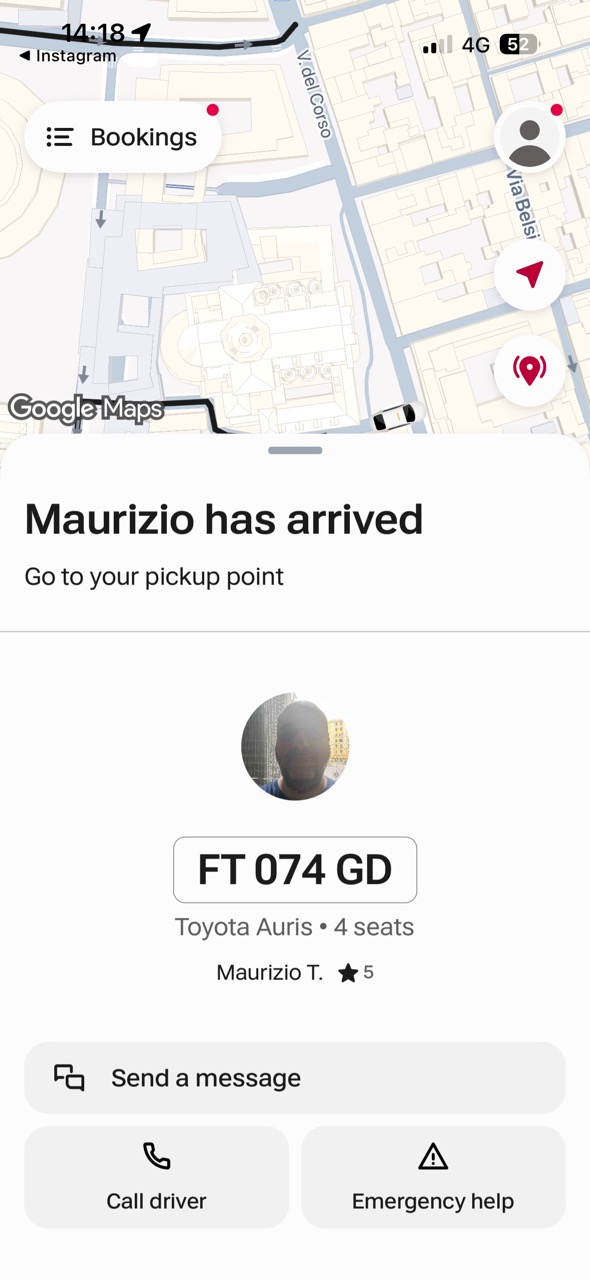 14:18
4G
52
Instagram
V. del Corso
Bookings
Via Belsi
Google Maps
Maurizio has arrived
Go to your pickup point
FT 074 GD
Toyota Auris • 4 seats
Maurizio T. ★ 5
Send a message
Call driver
Emergency help